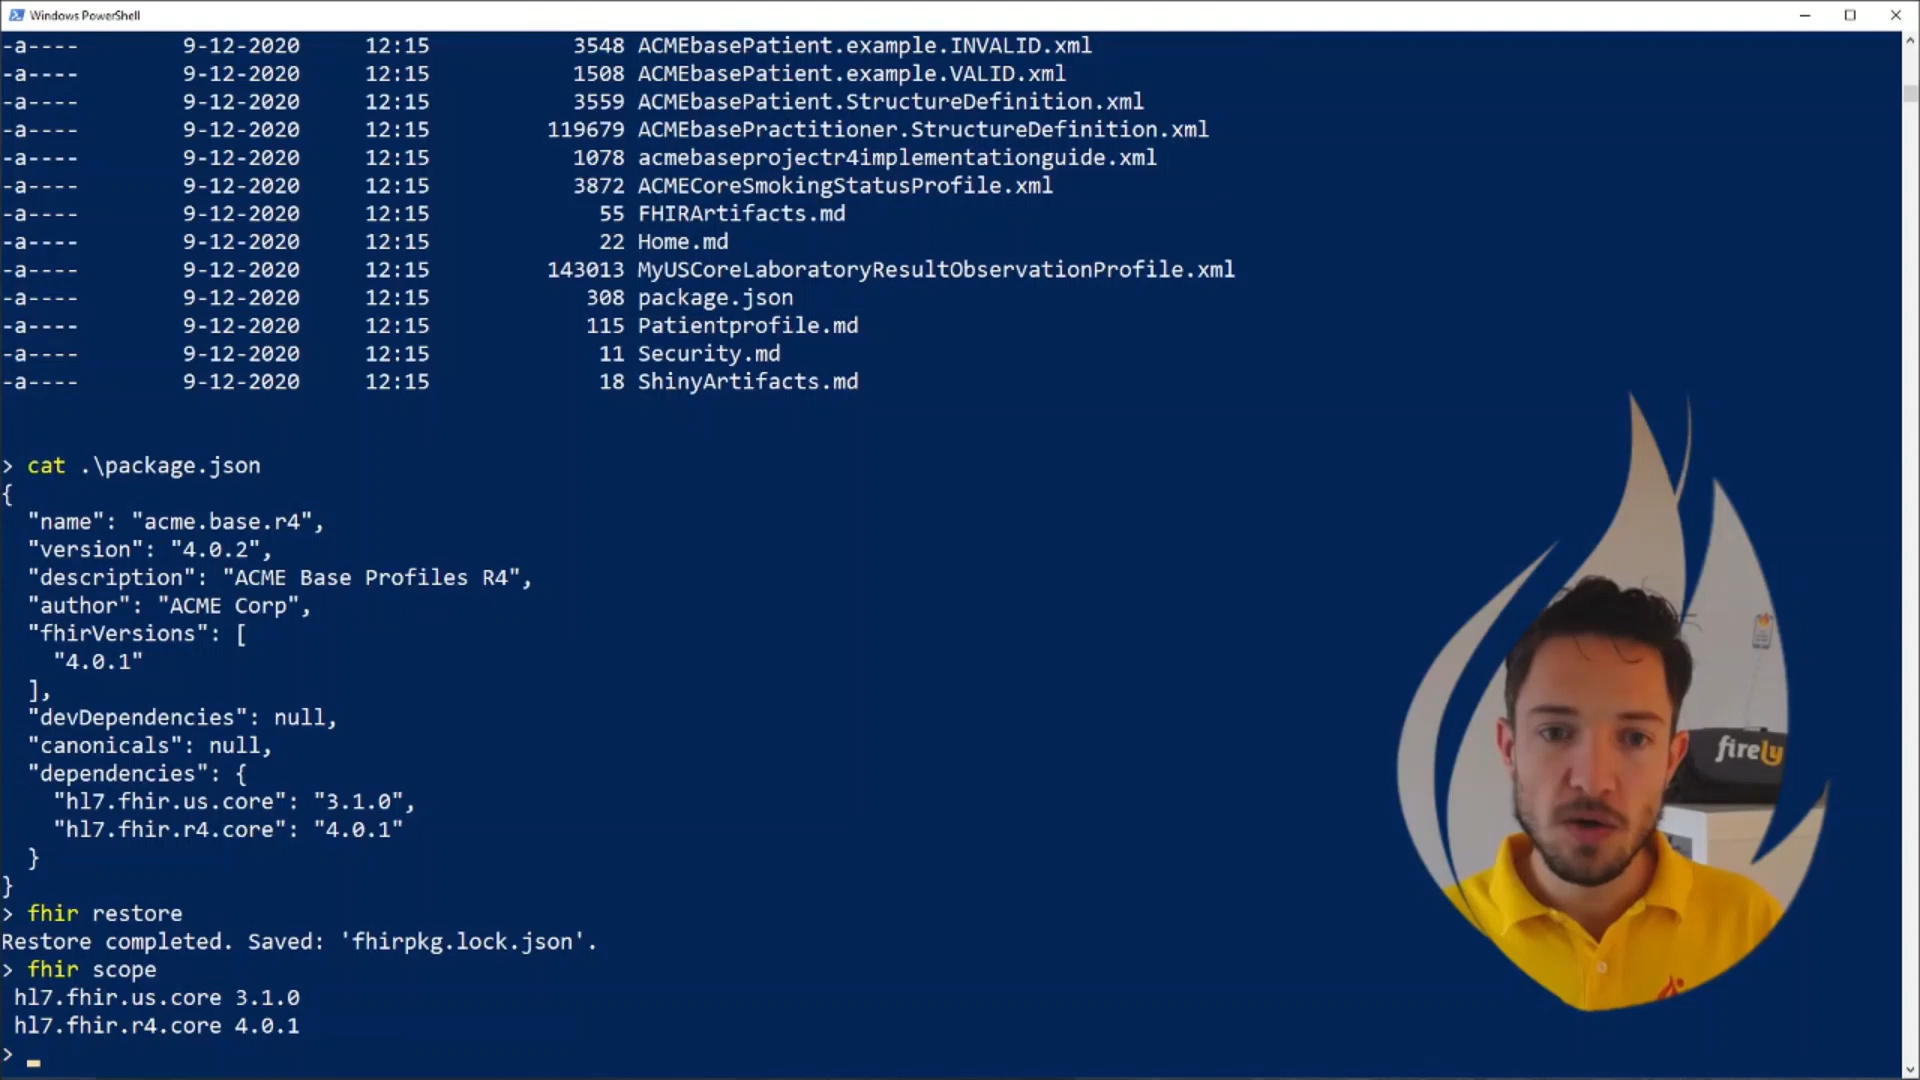 Windows PowerShell
-a---- 9-12-2020 12:15 3548 ACMEbasePatient.example.INVALID.xml
-a---- 9-12-2020 12:15 1508 ACMEbasePatient.example.VALID.xml
-a---- 9-12-2020 12:15 3559 ACMEbasePatient.StructureDefinition.xml
-a---- 9-12-2020 12:15 119679 ACMEbasePractitioner.StructureDefinition.xml
-a---- 9-12-2020 12:15 1078 acmebaseprojectr4implementationguide.xml
-a---- 9-12-2020 12:15 3872 ACMECoreSmokingStatusProfile.xml
-a---- 9-12-2020 12:15 55 FHIRArtifacts.md
-a---- 9-12-2020 12:15 22 Home.md
-a---- 9-12-2020 12:15 143013 MyUSCoreLaboratoryResultObservationProfile.xml
-a---- 9-12-2020 12:15 308 package.json
-a---- 9-12-2020 12:15 115 Patientprofile.md
-a---- 9-12-2020 12:15 11 Security.md
-a---- 9-12-2020 12:15 18 ShinyArtifacts.md
> cat .\package.json
{
"name": "acme.base.r4",
"version": "4.0.2",
"description": "ACME Base Profiles R4",
"author": "ACME Corp",
"fhirVersions": [
"4.0.1"
],
"devDependencies": null,
"canonicals": null,
"dependencies": {
"hl7.fhir.us.core": "3.1.0",
"hl7.fhir.r4.core": "4.0.1"
}
}
> fhir restore
Restore completed. Saved: 'fhirpkg.lock.json'.
> fhir scope
hl7.fhir.us.core 3.1.0
hl7.fhir.r4.core 4.0.1
>
firely